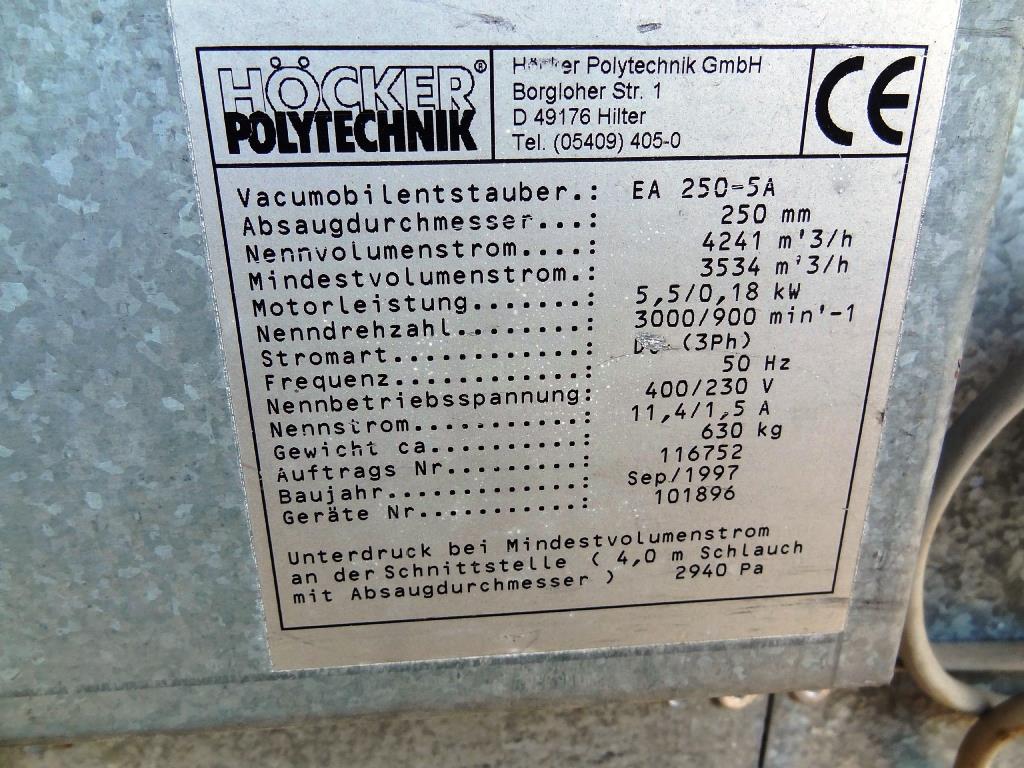 HÖCKER®
POLYTECHNIK
Polytechnik GmbH
Borgloher Str. 1
D 49176 Hilter
Tel. (05409) 405-0
CE
Vacumobilentstauber.: EA 250-5A
Absaugdurchmesser...: 250 mm
Nennvolumenstrom....: 4241 m'3/h
Mindestvolumenstrom.: 3534 m'3/h
Motorleistung.......: 5,5/0,18 kW
Nenndrehzahl........: 3000/900 min'-1
Stromart............: (3Ph)
Frequenz............: 50 Hz
Nennbetriebsspannung: 400/230 V
Nennstrom...........: 11,4/1,5 A
Gewicht ca..........: 630 kg
Auftrags Nr.........: 116752
Baujahr.............: Sep/1997
Geräte Nr...........: 101896
Unterdruck bei Mindestvolumenstrom
an der Schnittstelle ( 4,0 m Schlauch
mit Absaugdurchmesser ) 2940 Pa